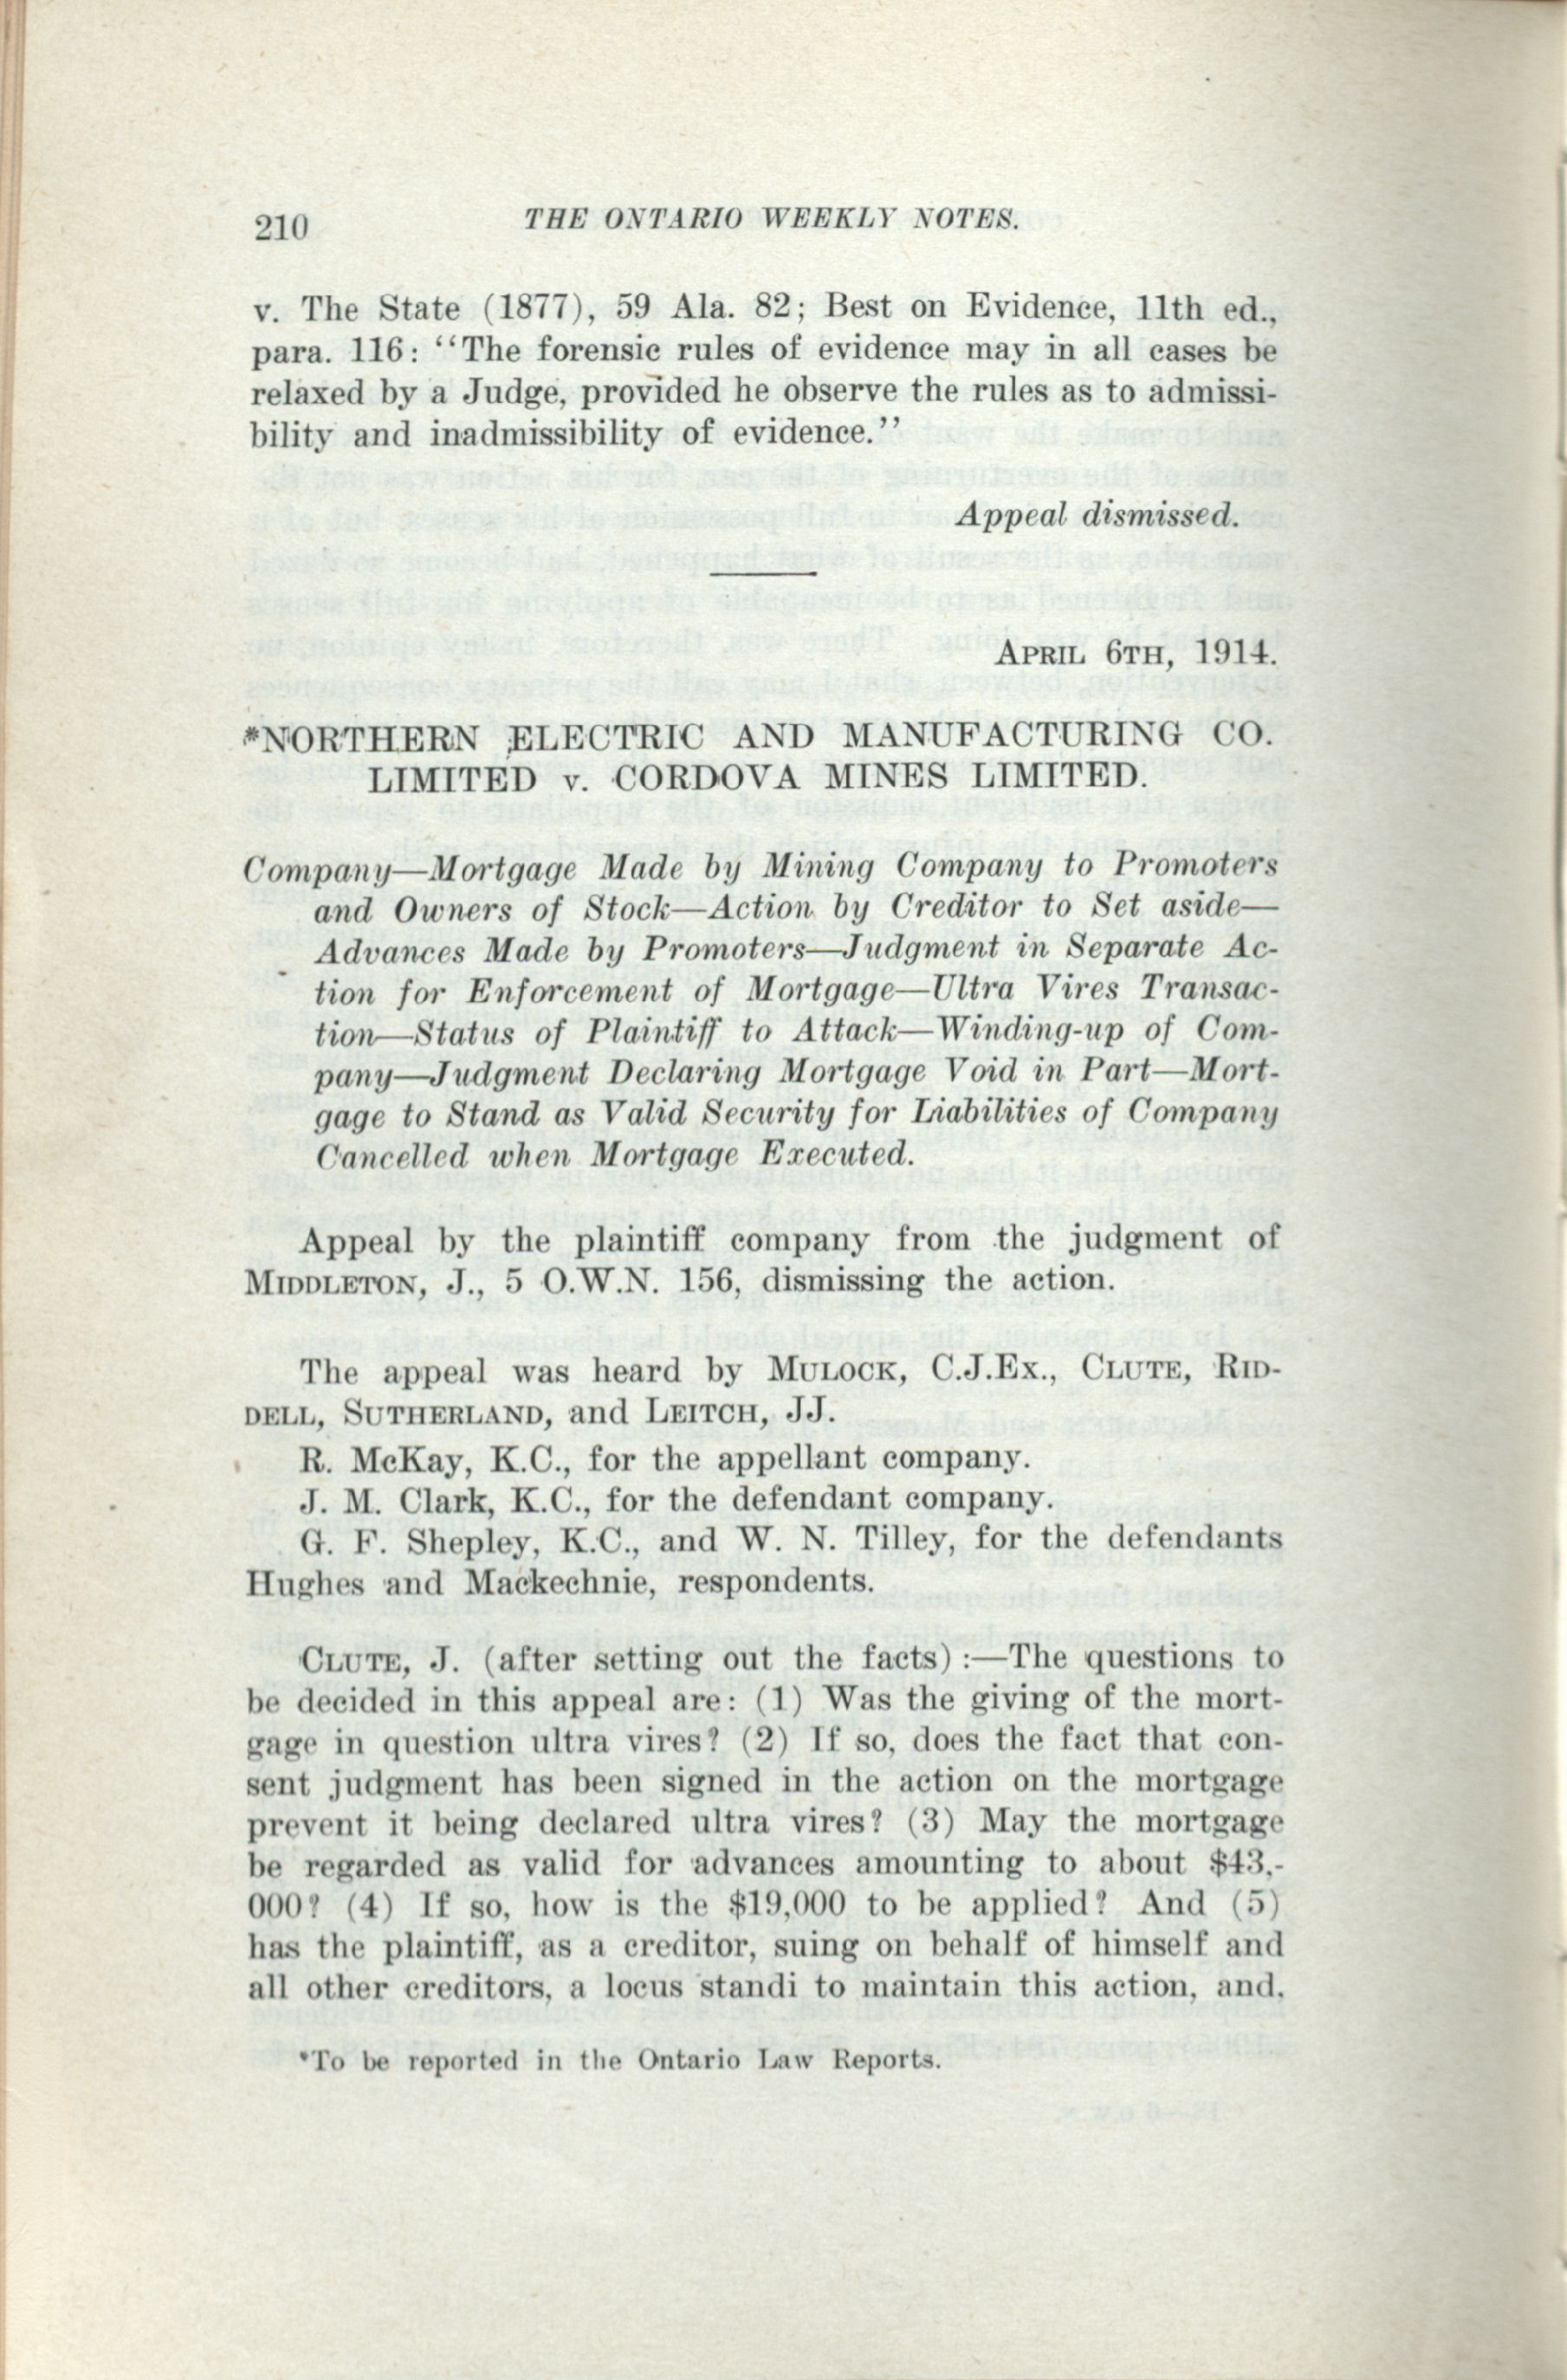 210
THE ONTARIO WEEKLY NOTES.
v. The State (1877), 59 Ala. 82; Best on Evidence, 11th ed.,
para. 116: ‘‘The forensic rules of evidence may in all cases be
relaxed by a Judge, provided he observe the rules as to admissi-
bility and inadmissibility of evidence.’’
Appeal dismissed.
APRIL 6TH, 1914.
*NORTHERN ELECTRIC AND MANUFACTURING CO.
LIMITED v. CORDOVA MINES LIMITED.
Company—Mortgage Made by Mining Company to Promoters
and Owners of Stock—Action by Creditor to Set aside—
Advances Made by Promoters—Judgment in Separate Ac-
tion for Enforcement of Mortgage—Ultra Vires Transac-
tion—Status of Plaintiff to Attack—Winding-up of Com-
pany—Judgment Declaring Mortgage Void in Part—Mort-
gage to Stand as Valid Security for Liabilities of Company
Cancelled when Mortgage Executed.
Appeal by the plaintiff company from the judgment of
MIDDLETON, J., 5 O.W.N. 156, dismissing the action.
The appeal was heard by MULOCK, C.J.Ex., CLUTE, RID-
DELL, SUTHERLAND, and LEITCH, JJ.
R. McKay, K.C., for the appellant company.
J. M. Clark, K.C., for the defendant company.
G. F. Shepley, K.C., and W. N. Tilley, for the defendants
Hughes and Mackechnie, respondents.
CLUTE, J. (after setting out the facts) :—The questions to
be decided in this appeal are: (1) Was the giving of the mort-
gage in question ultra vires? (2) If so, does the fact that con-
sent judgment has been signed in the action on the mortgage
prevent it being declared ultra vires? (3) May the mortgage
be regarded as valid for advances amounting to about $43,-
000? (4) If so, how is the $19,000 to be applied? And (5)
has the plaintiff, as a creditor, suing on behalf of himself and
all other creditors, a locus standi to maintain this action, and,
*To be reported in the Ontario Law Reports.